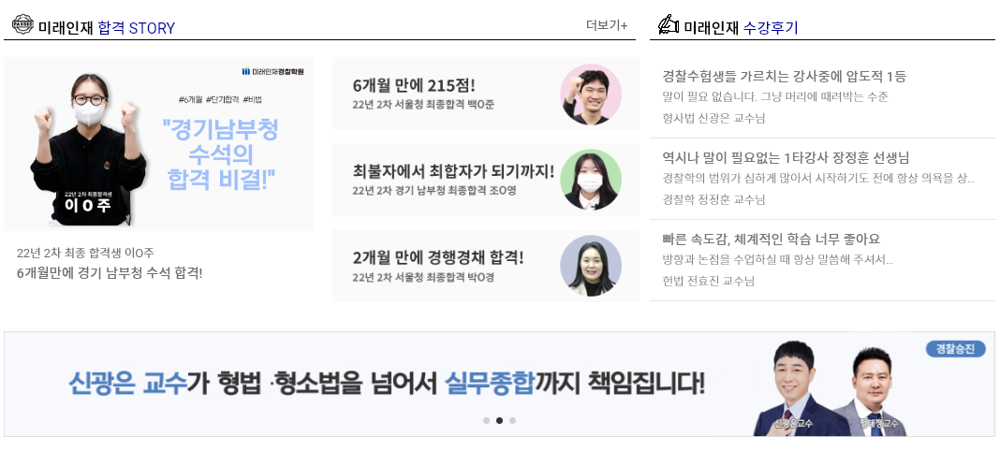 미래인재 합격 STORY
더보기+
미래인재경찰학원
#6개월 #단기합격 #비법
"경기남부청
수석의
합격 비결!"
22년 2차 최종합격생
이O주
22년 2차 최종 합격생 이O주
6개월만에 경기 남부청 수석 합격!
6개월 만에 215점!
22년 2차 서울청 최종합격 백O준
최불자에서 최합자가 되기까지!
22년 2차 경기 남부청 최종합격 조O영
2개월 만에 경행경채 합격!
22년 2차 서울청 최종합격 박O경
미래인재 수강후기
경찰수험생들 가르치는 강사중에 압도적 1등
말이 필요 없습니다. 그냥 머리에 때려박는 수준
형사법 신광은 교수님
역시나 말이 필요없는 1타강사 장정훈 선생님
경찰학의 범위가 심하게 많아서 시작하기도 전에 항상 의욕을 상...
경찰학 정정훈 교수님
빠른 속도감, 체계적인 학습 너무 좋아요
방향과 논점을 수업하실 때 항상 말씀해 주셔서...
헌법 전효진 교수님
신광은 교수가 형법·형소법을 넘어서 실무종합까지 책임집니다!
경찰승진
신광은교수
정태정교수